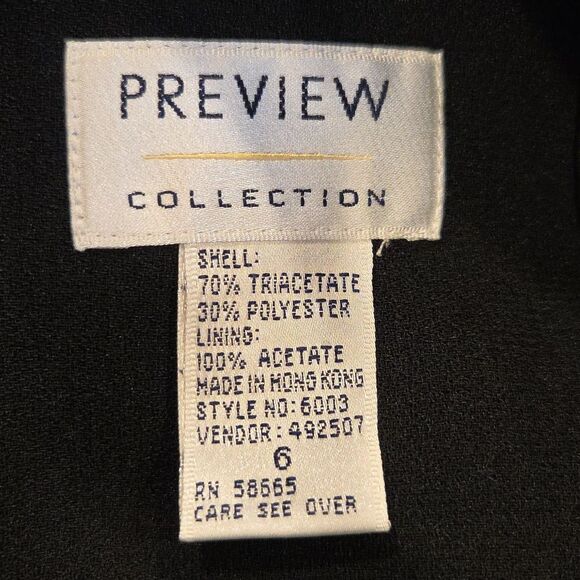 PREVIEW
COLLECTION
SHELL:
70% TRIACETATE
30% POLYESTER
LINING:
100% ACETATE
MADE IN HONG KONG
STYLE NO:6003
VENDOR: 492507
6
RN 58665
CARE SEE OVER